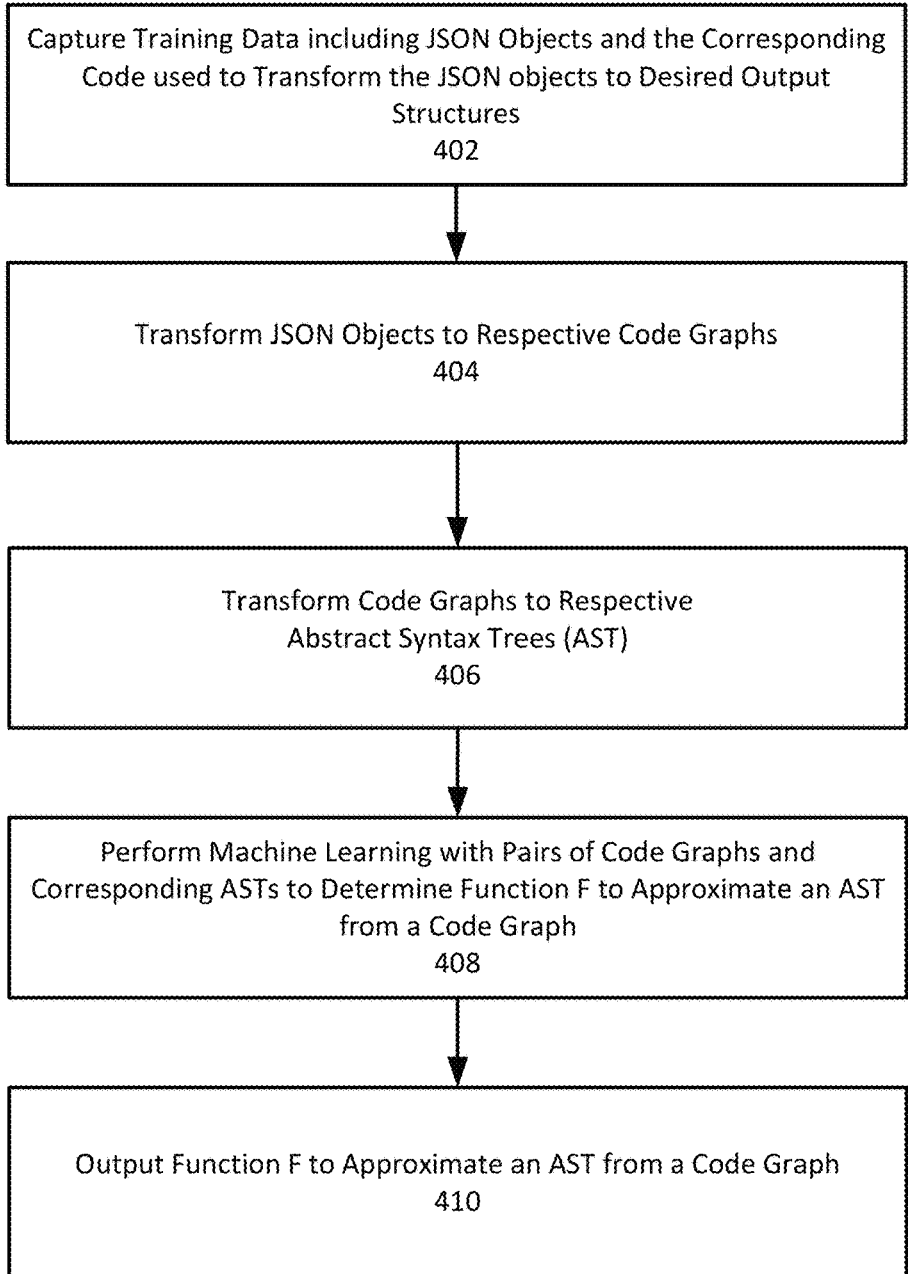 Capture Training Data including JSON Objects and the Corresponding
Code used to Transform the JSON objects to Desired Output
Structures
402
Transform JSON Objects to Respective Code Graphs
404
Transform Code Graphs to Respective
Abstract Syntax Trees (AST)
406
Perform Machine Learning with Pairs of Code Graphs and
Corresponding ASTs to Determine Function F to Approximate an AST
from a Code Graph
408
Output Function F to Approximate an AST from a Code Graph
410